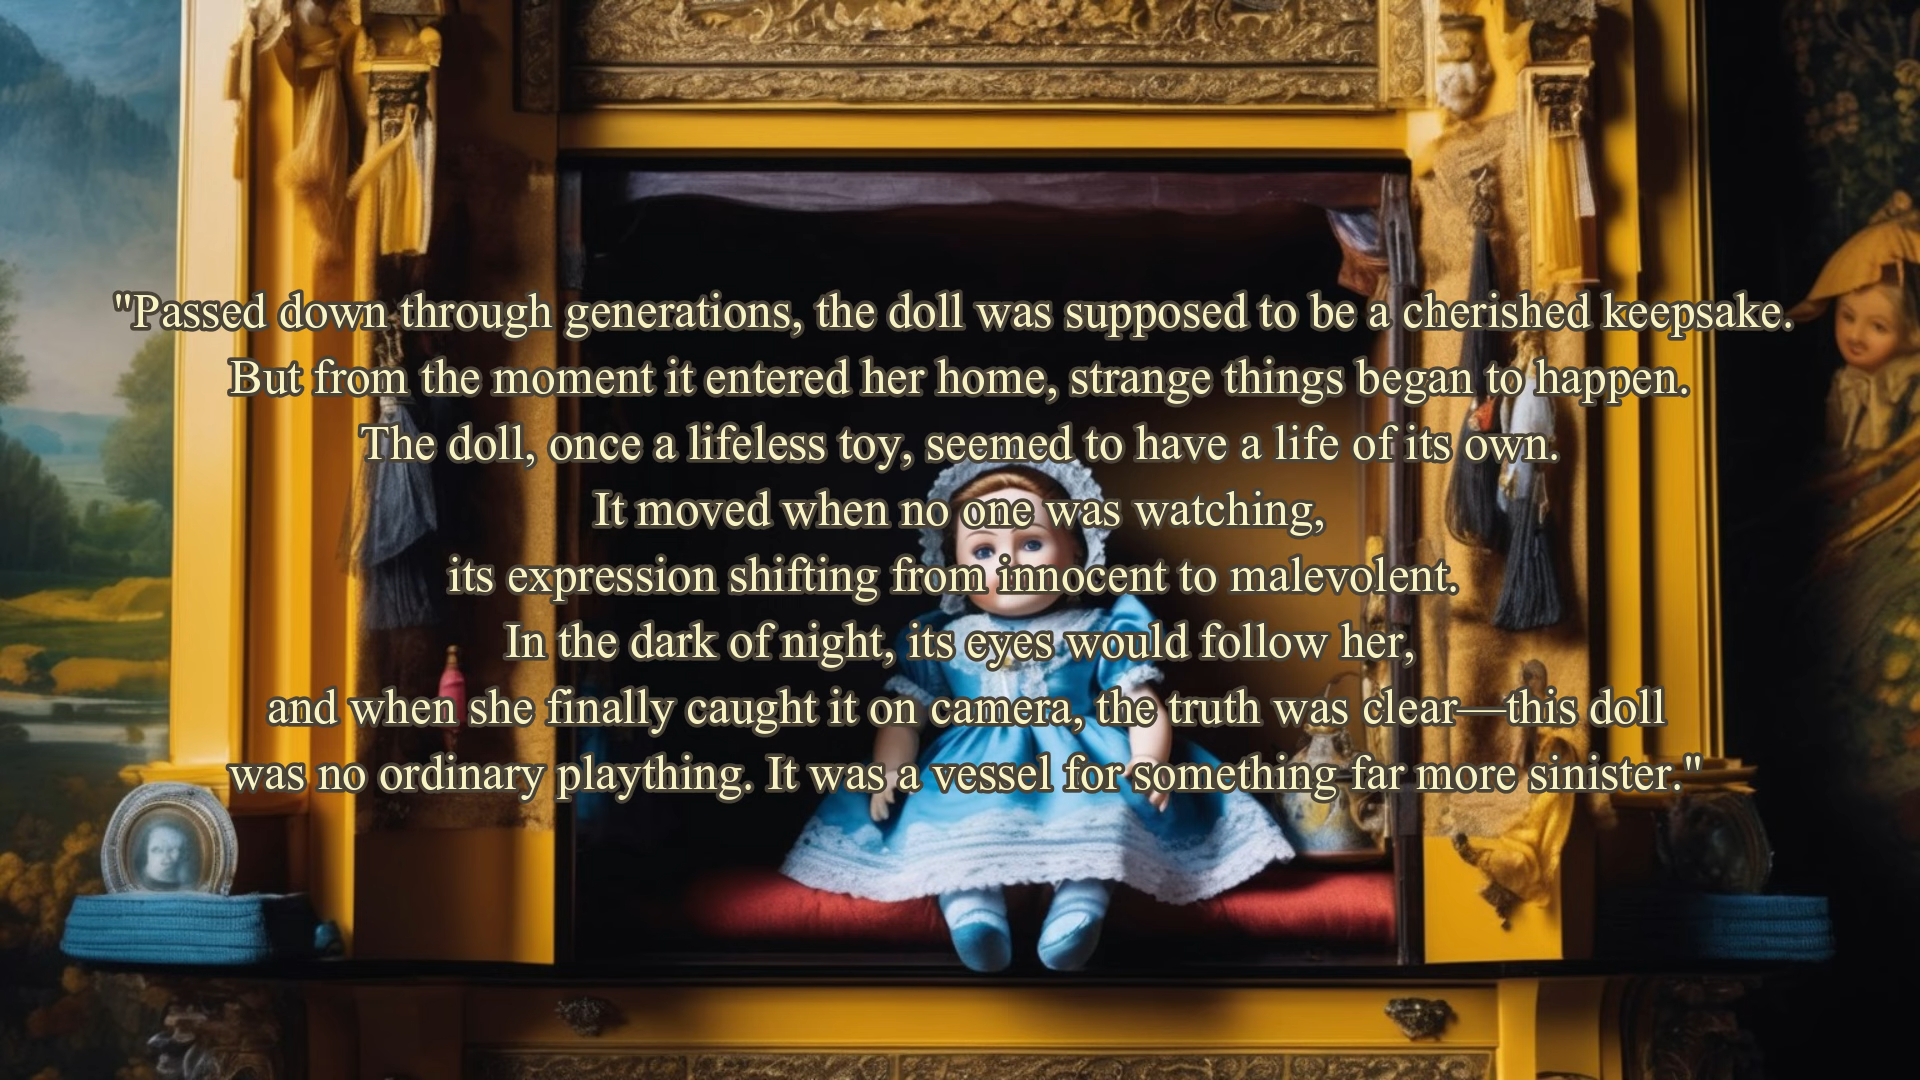 "Passed down through generations, the doll was supposed to be a cherished keepsake.
But from the moment it entered her home, strange things began to happen.
The doll, once a lifeless toy, seemed to have a life of its own.
It moved when no one was watching,
its expression shifting from innocent to malevolent.
In the dark of night, its eyes would follow her,
and when she finally caught it on camera, the truth was clear—this doll
was no ordinary plaything. It was a vessel for something far more sinister."